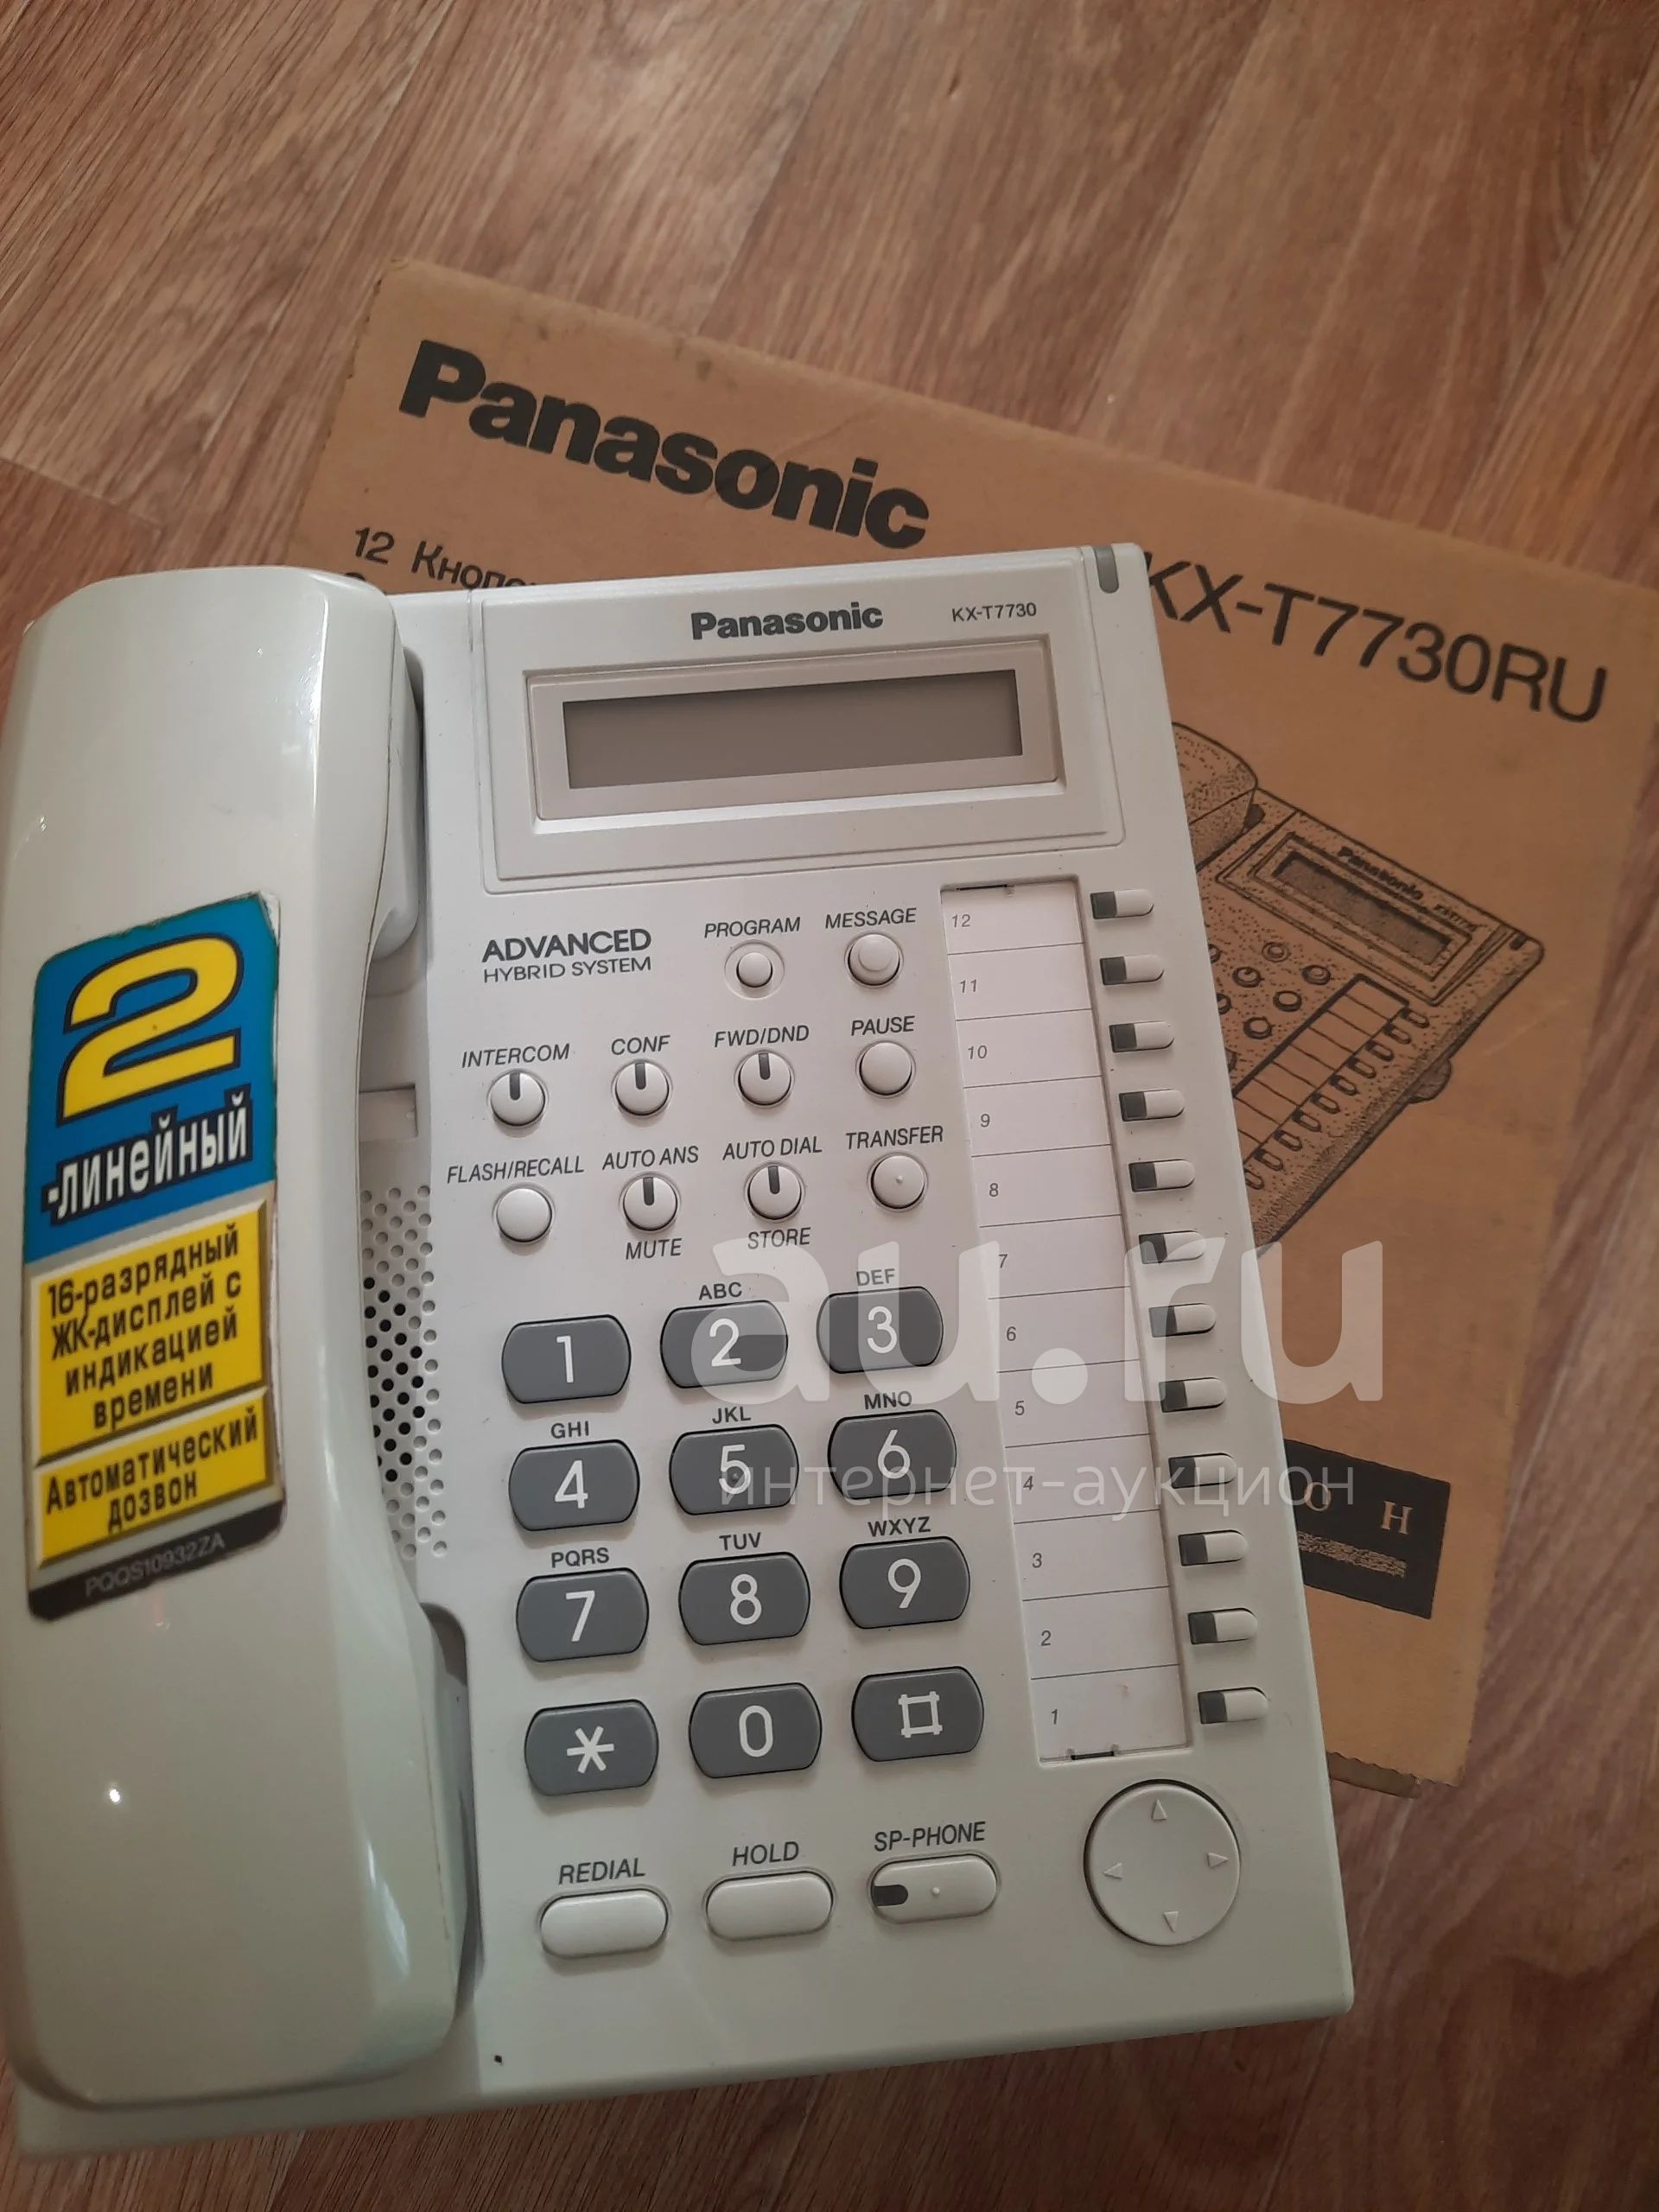 Panasonic
12
KX-T7730RU
Panasonic
Panasonic KX-T7730
ADVANCED
HYBRID SYSTEM
PROGRAM MESSAGE
INTERCOM CONF FWD/DND PAUSE
FLASH/RECALL AUTO ANS AUTO DIAL TRANSFER
MUTE STORE
ABC DEF
1 2 3
GHI JKL MNO
4 5 6
PQRS TUV WXYZ
7 8 9
* 0 #
REDIAL HOLD SP-PHONE
12
11
10
9
8
7
6
5
4
3
2
1
2
-линейный
16-разрядный
ЖК-дисплей с
индикацией
времени
Автоматический
дозвон
PQQS10932ZA
О Н
au.ru
интернет-аукцион